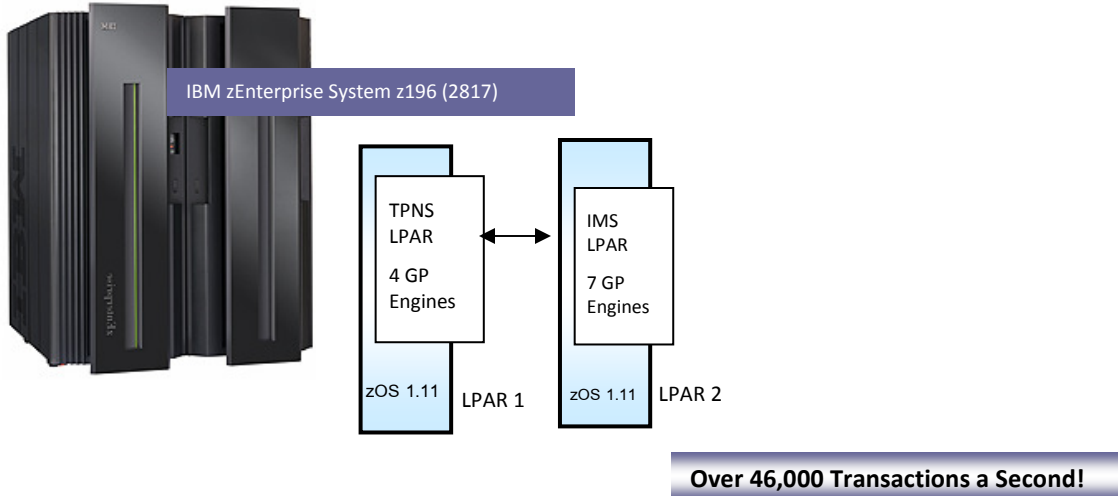 IBM zEnterprise System z196 (2817)
TPNS
LPAR
4 GP
Engines
zOS 1.11
LPAR 1
IMS
LPAR
7 GP
Engines
zOS 1.11
LPAR 2
Over 46,000 Transactions a Second!